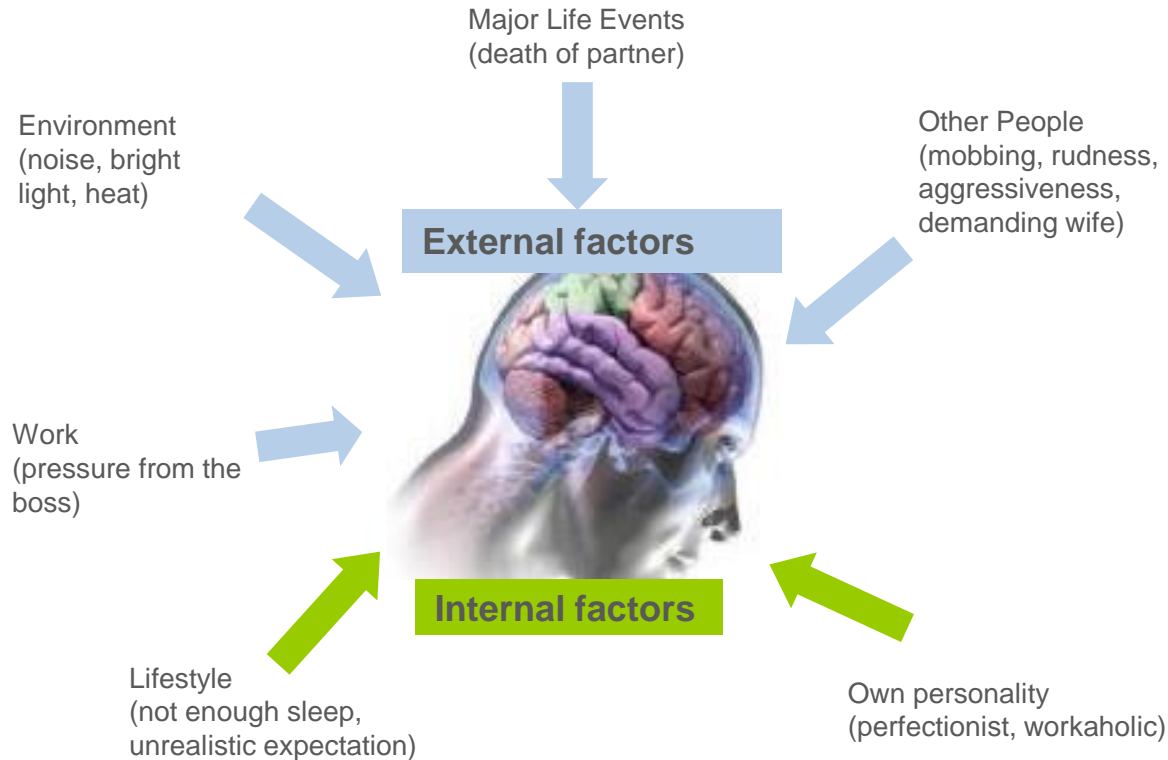 Major Life Events
(death of partner)
Environment
(noise, bright
light, heat)
Other People
(mobbing, rudness,
aggressiveness,
demanding wife)
External factors
Work
(pressure from the
boss)
Internal factors
Lifestyle
(not enough sleep,
unrealistic expectation)
Own personality
(perfectionist, workaholic)